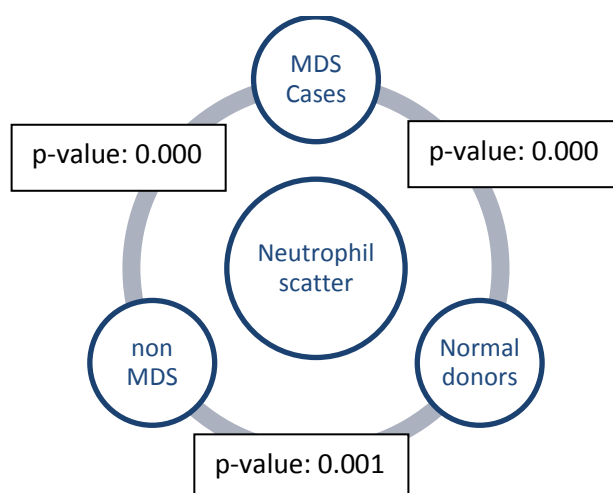 MDS
Cases
p-value: 0.000
p-value: 0.000
Neutrophil
scatter
non
MDS
Normal
donors
p-value: 0.001